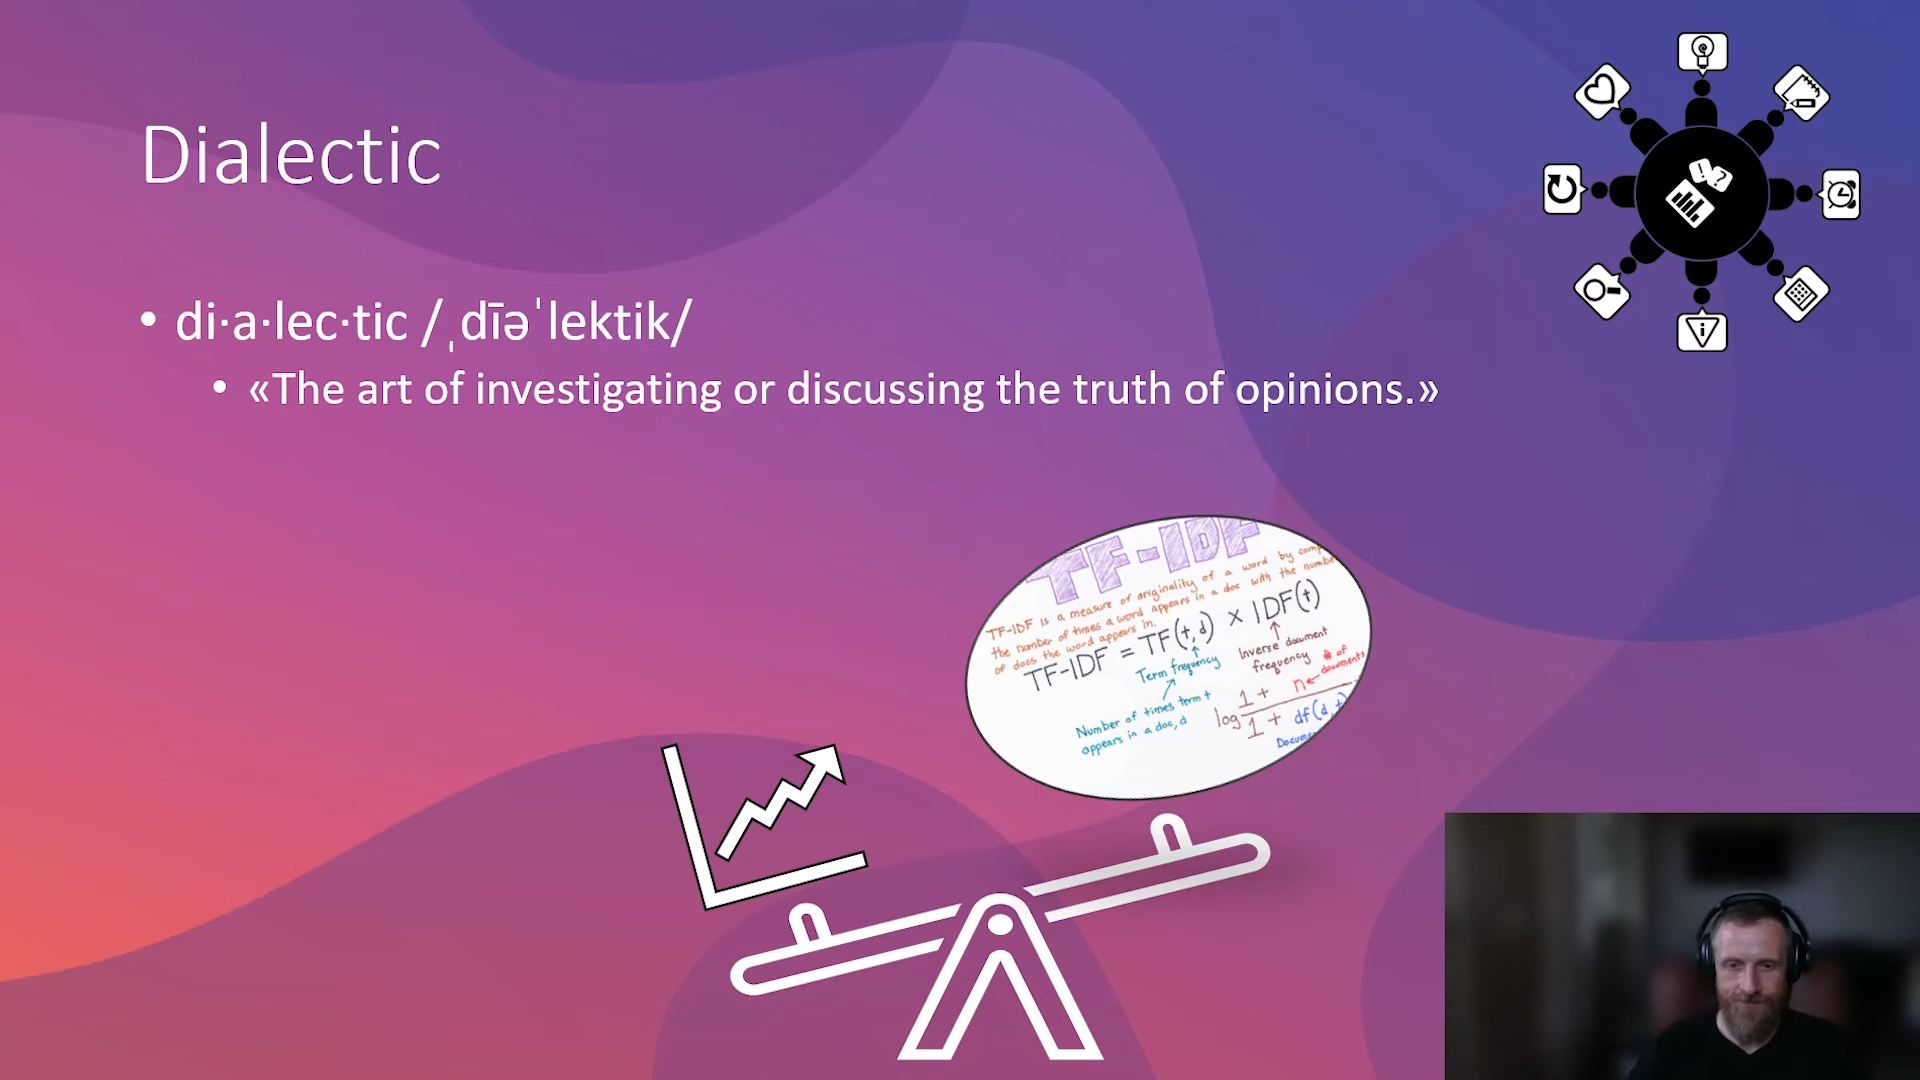 Dialectic
• di·a·lec·tic /ˌdīəˈlektik/
• «The art of investigating or discussing the truth of opinions.»
TF-IDF
TF-IDF is a measure of originality of a word by
the number of times a word appears in a doc with the
of docs the word appears in.
TF-IDF = TF(t,d) × IDF(t)
Term frequency
Inverse document
frequency
# of
documents
Number of times term t
appears in a doc, d
log 1 + n
1 + df(d, t